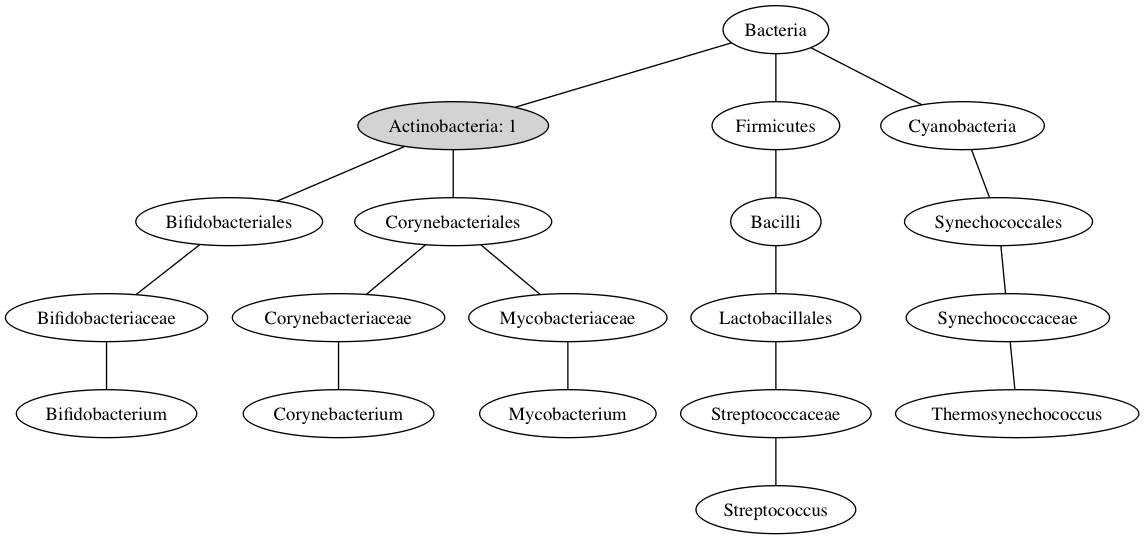 Bacteria
Actinobacteria: 1
Firmicutes
Cyanobacteria
Bifidobacteriales
Corynebacteriales
Bacilli
Synechococcales
Bifidobacteriaceae
Corynebacteriaceae
Mycobacteriaceae
Lactobacillales
Synechococcaceae
Bifidobacterium
Corynebacterium
Mycobacterium
Streptococcaceae
Thermosynechococcus
Streptococcus